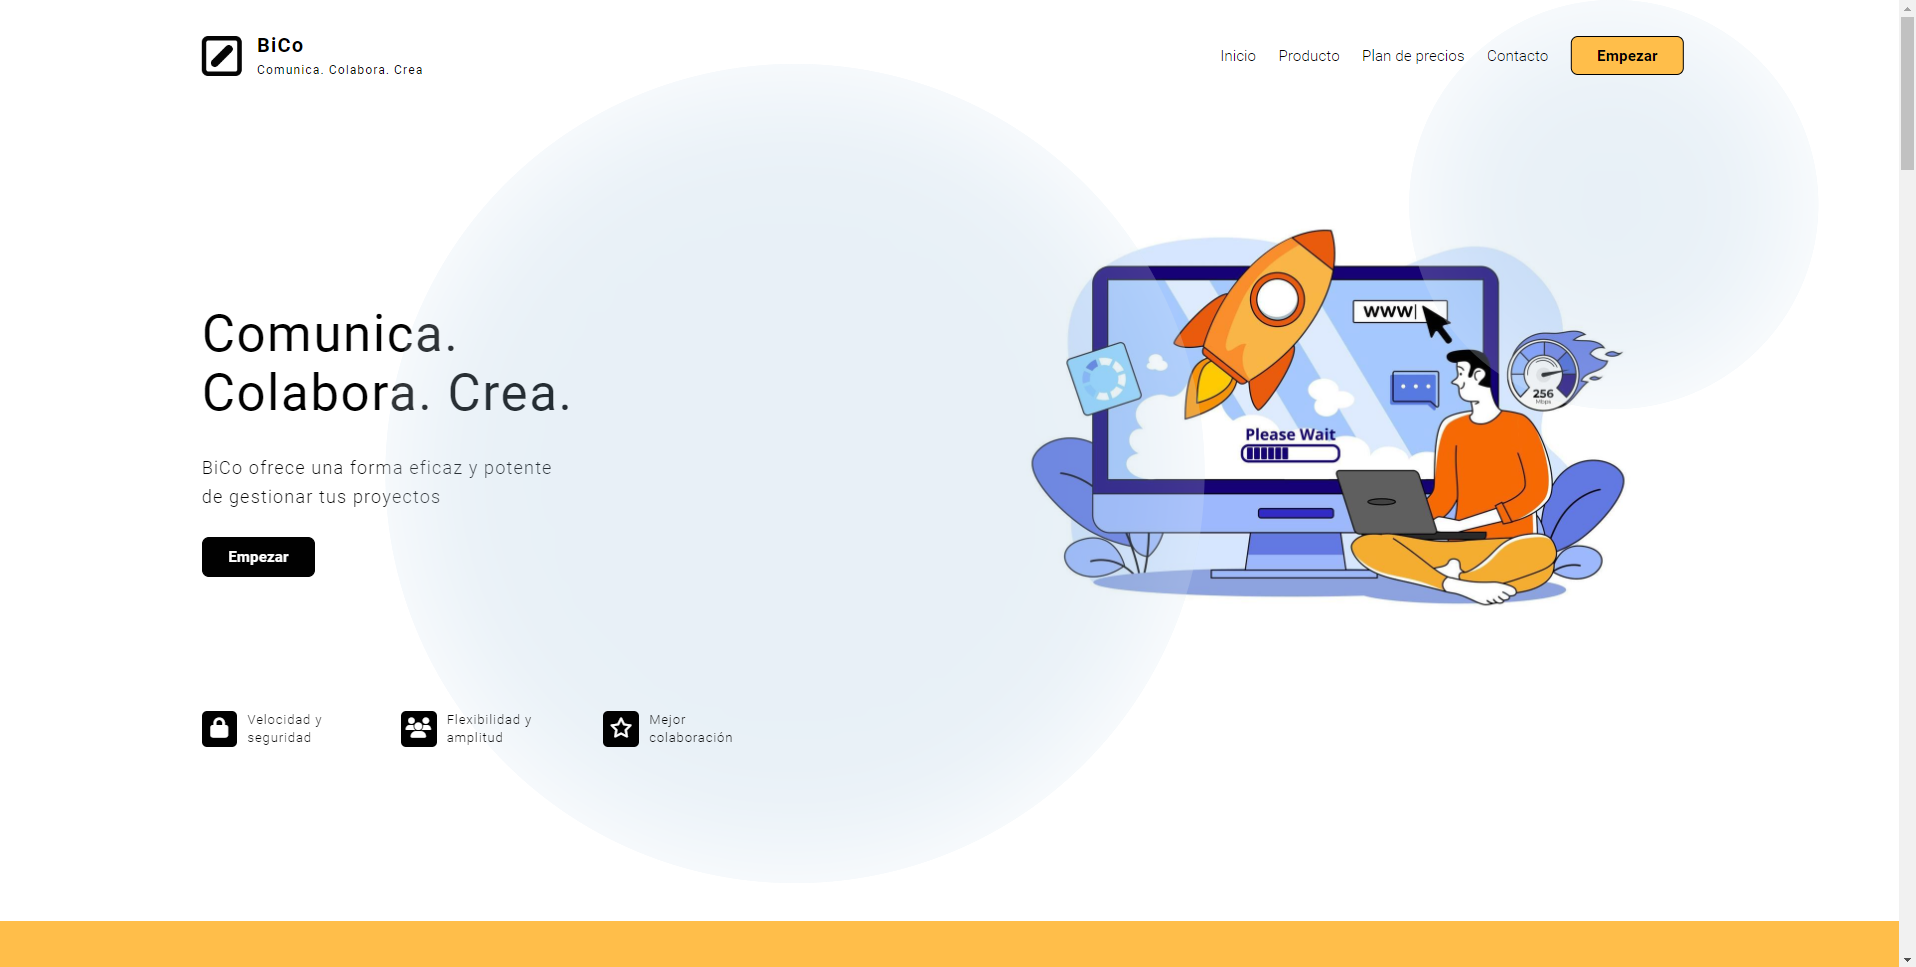 BiCo
Comunica. Colabora. Crea
Inicio Producto Plan de precios Contacto Empezar
Comunica.
Colabora. Crea.
BiCo ofrece una forma eficaz y potente
de gestionar tus proyectos
Empezar
WWW
256
Mbps
Please Wait
Velocidad y
seguridad
Flexibilidad y
amplitud
Mejor
colaboración